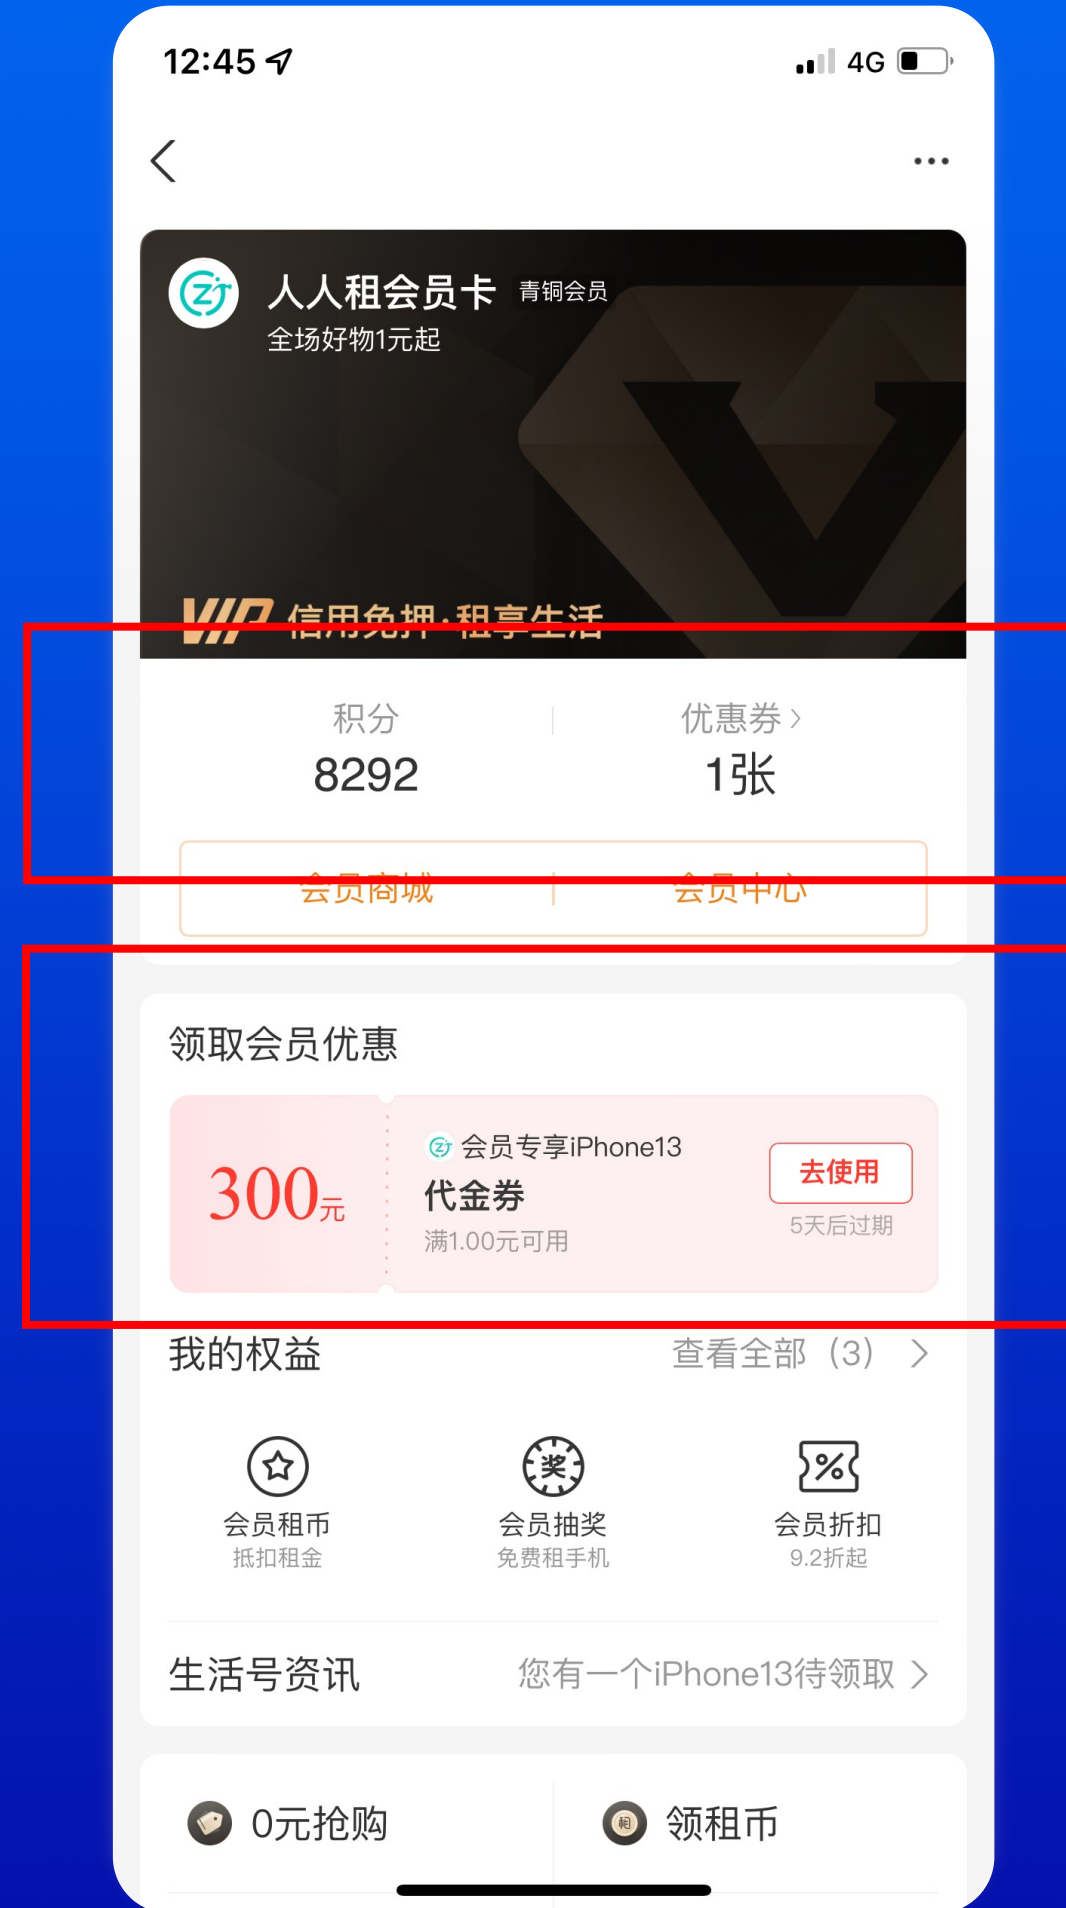 12:45
4G
人人租会员卡 青铜会员
全场好物1元起
VIP 信用免押·租享生活
积分 优惠券
8292 1张
会员商城 会员中心
领取会员优惠
300元
会员专享iPhone13
代金券
满1.00元可用
去使用
5天后过期
我的权益 查看全部（3）
奖
会员租币 会员抽奖 会员折扣
抵扣租金 免费租手机 9.2折起
生活号资讯 您有一个iPhone13待领取
0元抢购 领租币